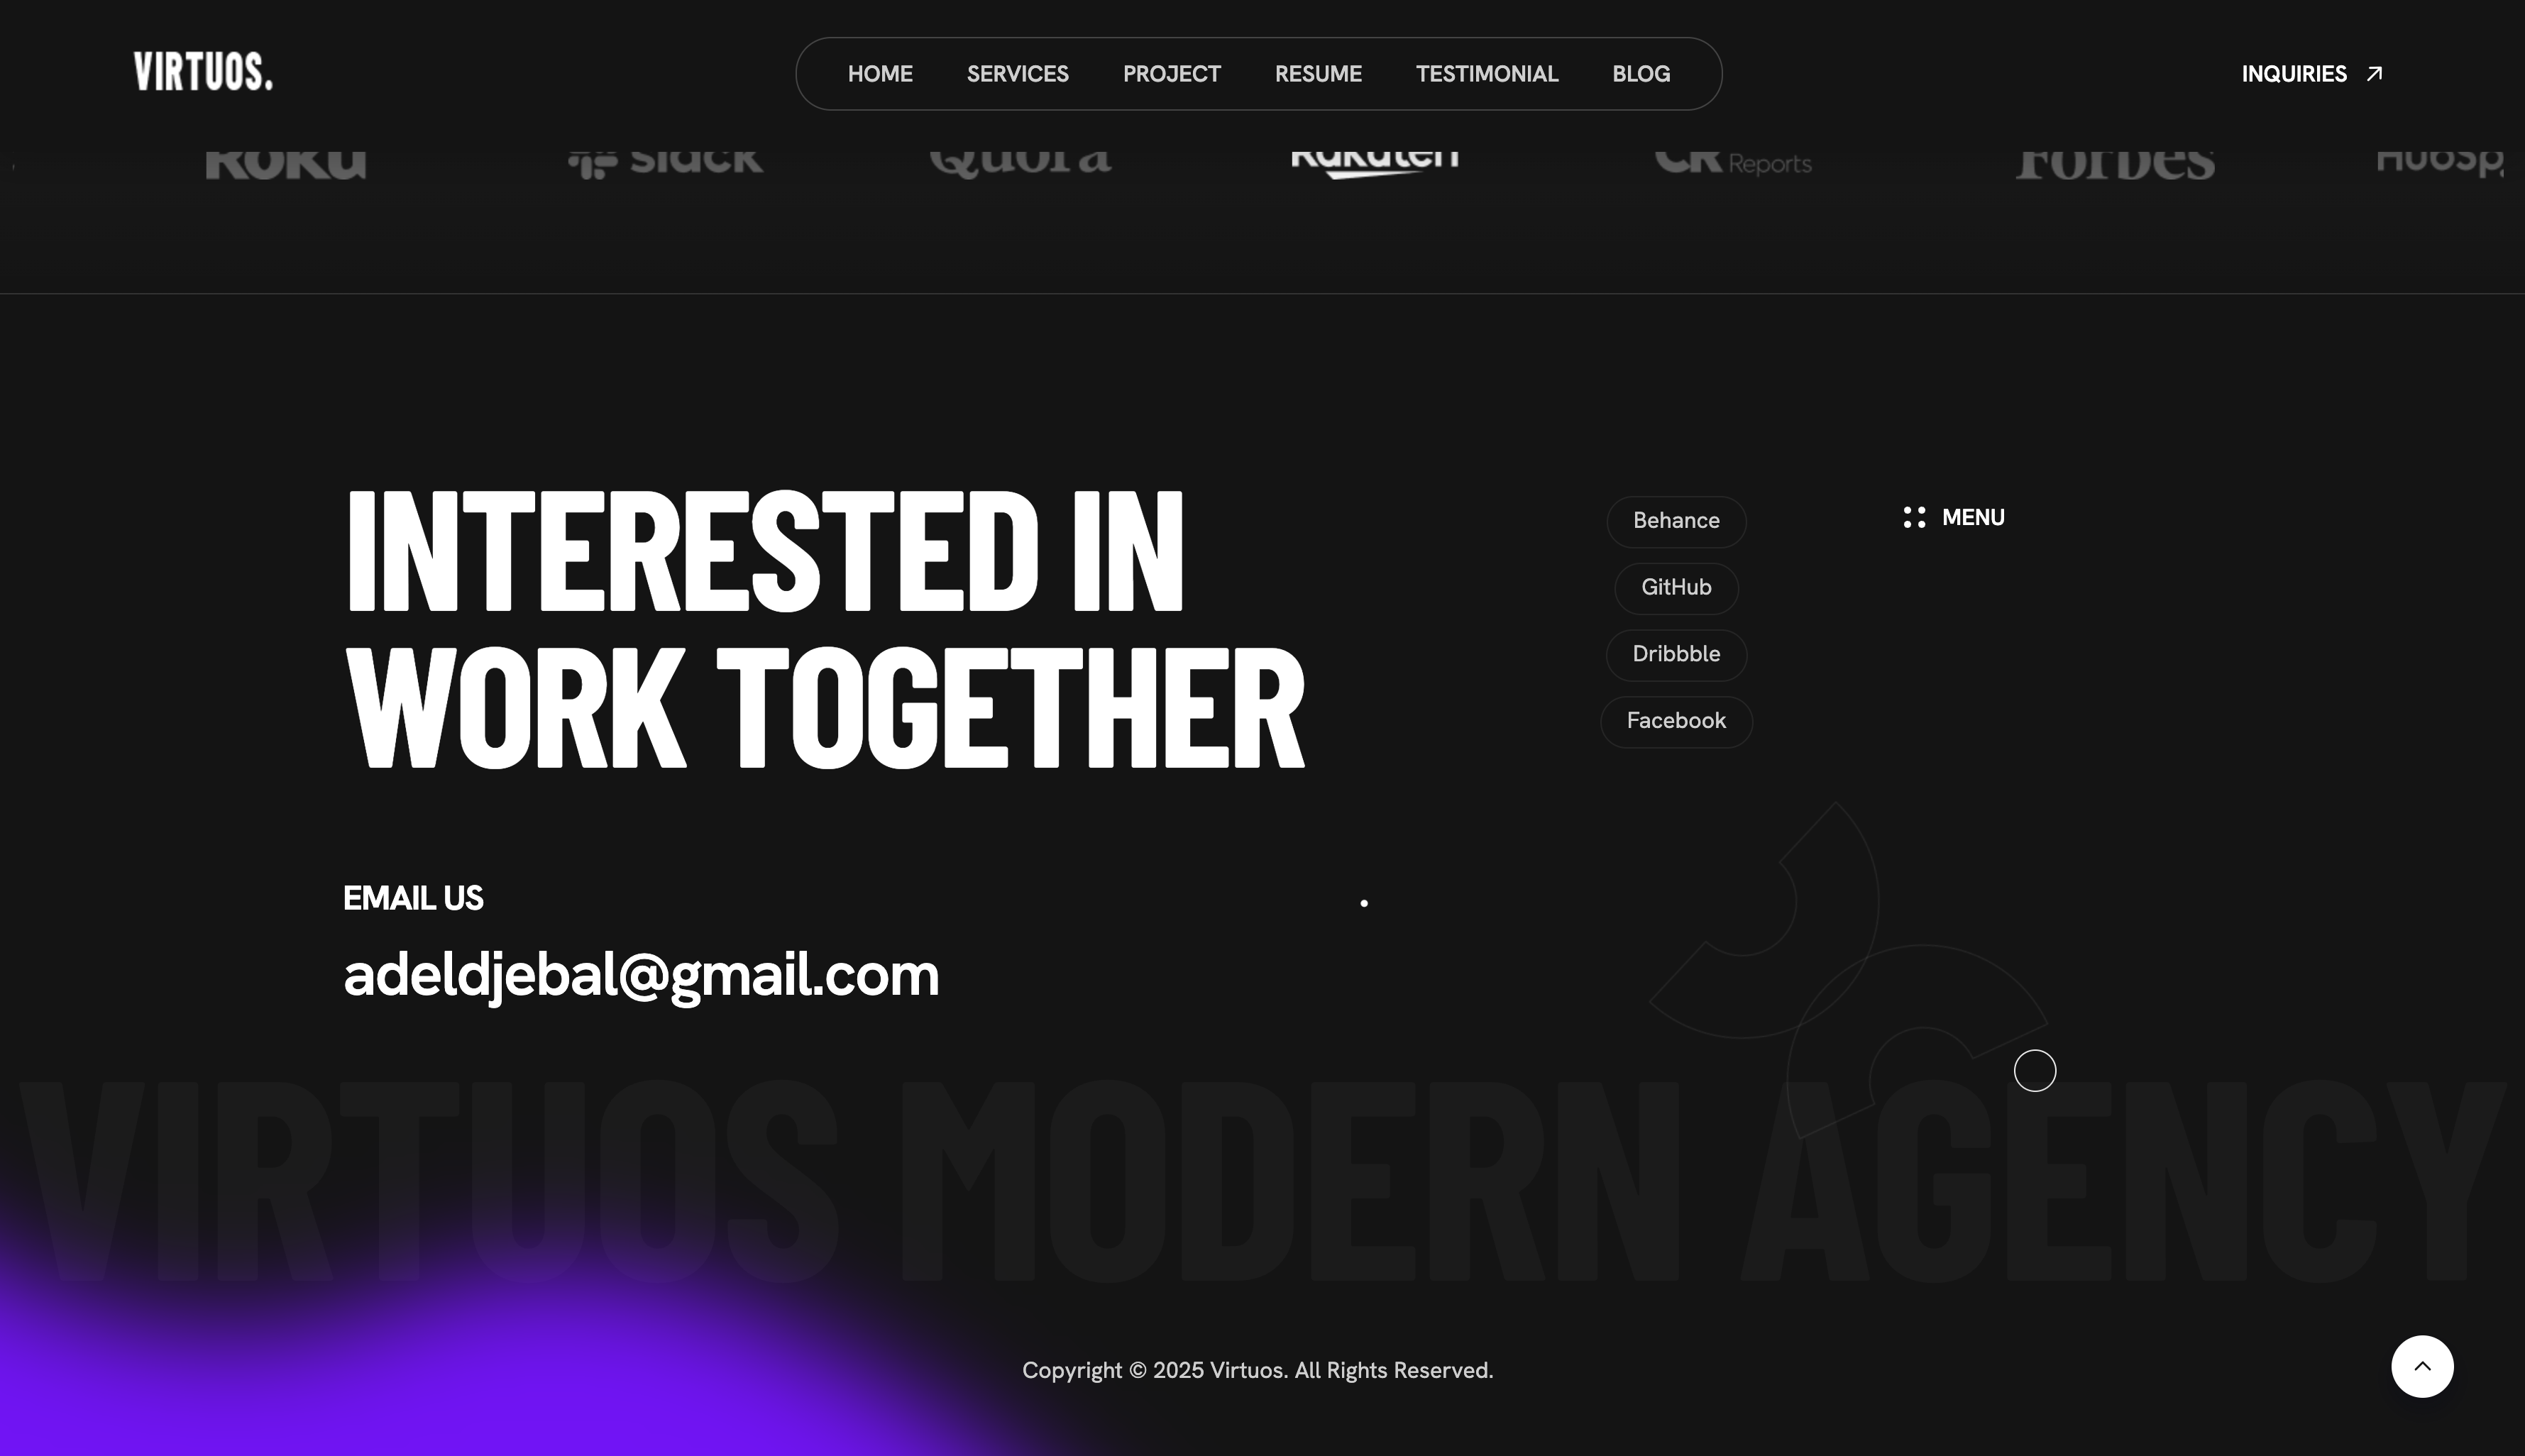 VIRTUOS.
HOME SERVICES PROJECT RESUME TESTIMONIAL BLOG
INQUIRIES
Roku slack Quora Rakuten CR Reports Forbes
INTERESTED IN
WORK TOGETHER
Behance
GitHub
Dribbble
Facebook
MENU
EMAIL US
adeldjebal@gmail.com
VIRTUOS MODERN AGENCY
Copyright © 2025 Virtuos. All Rights Reserved.